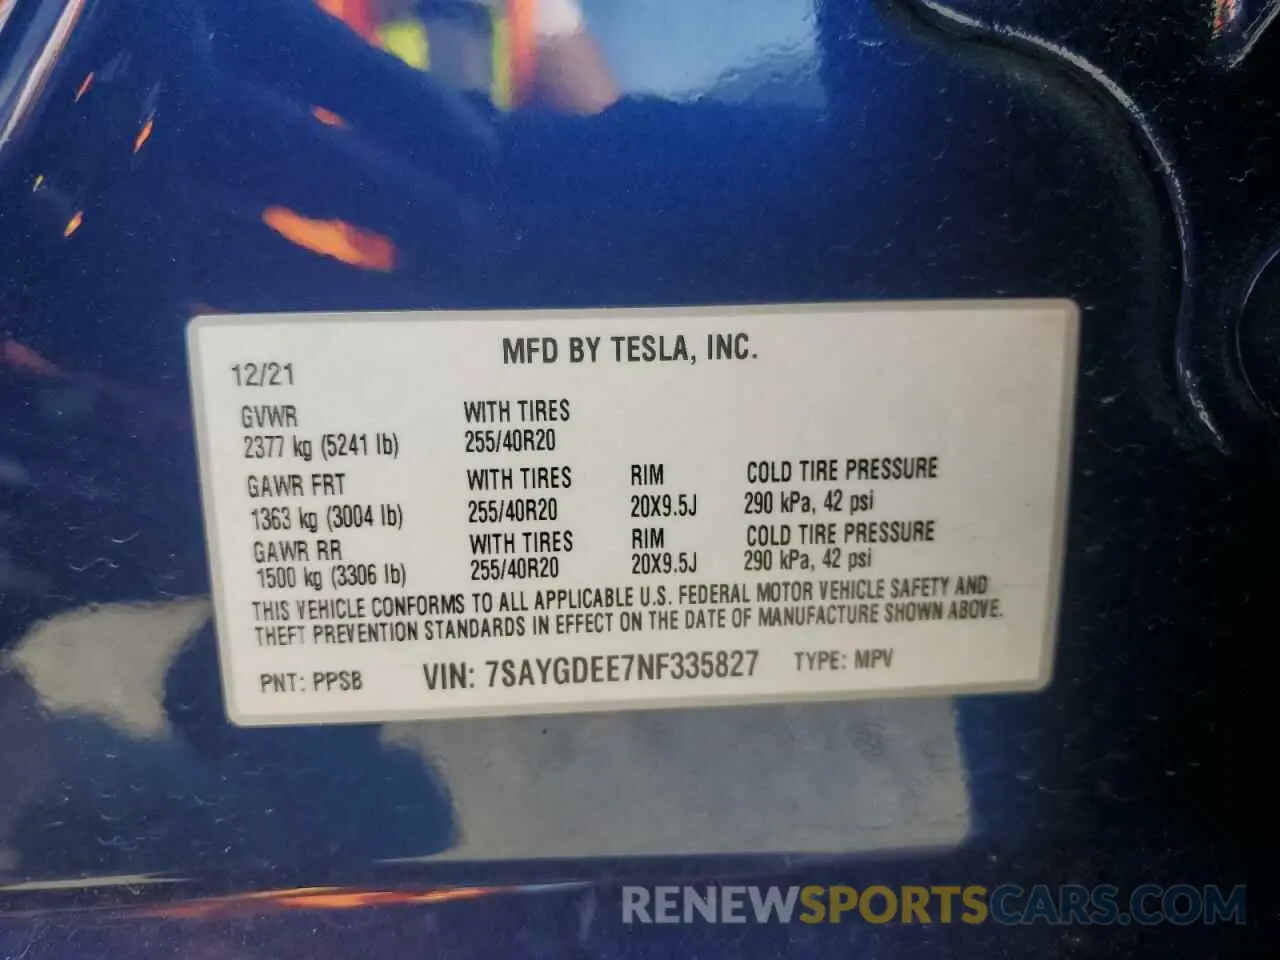 MFD BY TESLA, INC.
12/21
GVWR WITH TIRES
2377 kg (5241 lb) 255/40R20
GAWR FRT WITH TIRES RIM COLD TIRE PRESSURE
1363 kg (3004 lb) 255/40R20 20X9.5J 290 kPa, 42 psi
GAWR RR WITH TIRES RIM COLD TIRE PRESSURE
1500 kg (3306 lb) 255/40R20 20X9.5J 290 kPa, 42 psi
THIS VEHICLE CONFORMS TO ALL APPLICABLE U.S. FEDERAL MOTOR VEHICLE SAFETY AND
THEFT PREVENTION STANDARDS IN EFFECT ON THE DATE OF MANUFACTURE SHOWN ABOVE.
PNT: PPSB VIN: 7SAYGDEE7NF335827 TYPE: MPV
RENEWSPORTSCARS.COM